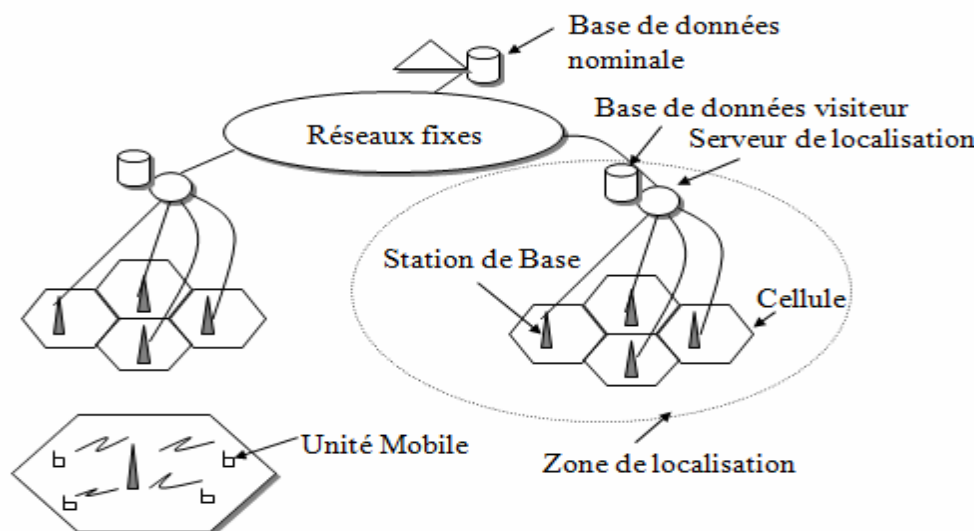 Base de données
nominale
Base de données visiteur
Réseaux fixes
Serveur de localisation
Station de Base
Cellule
Unité Mobile
Zone de localisation